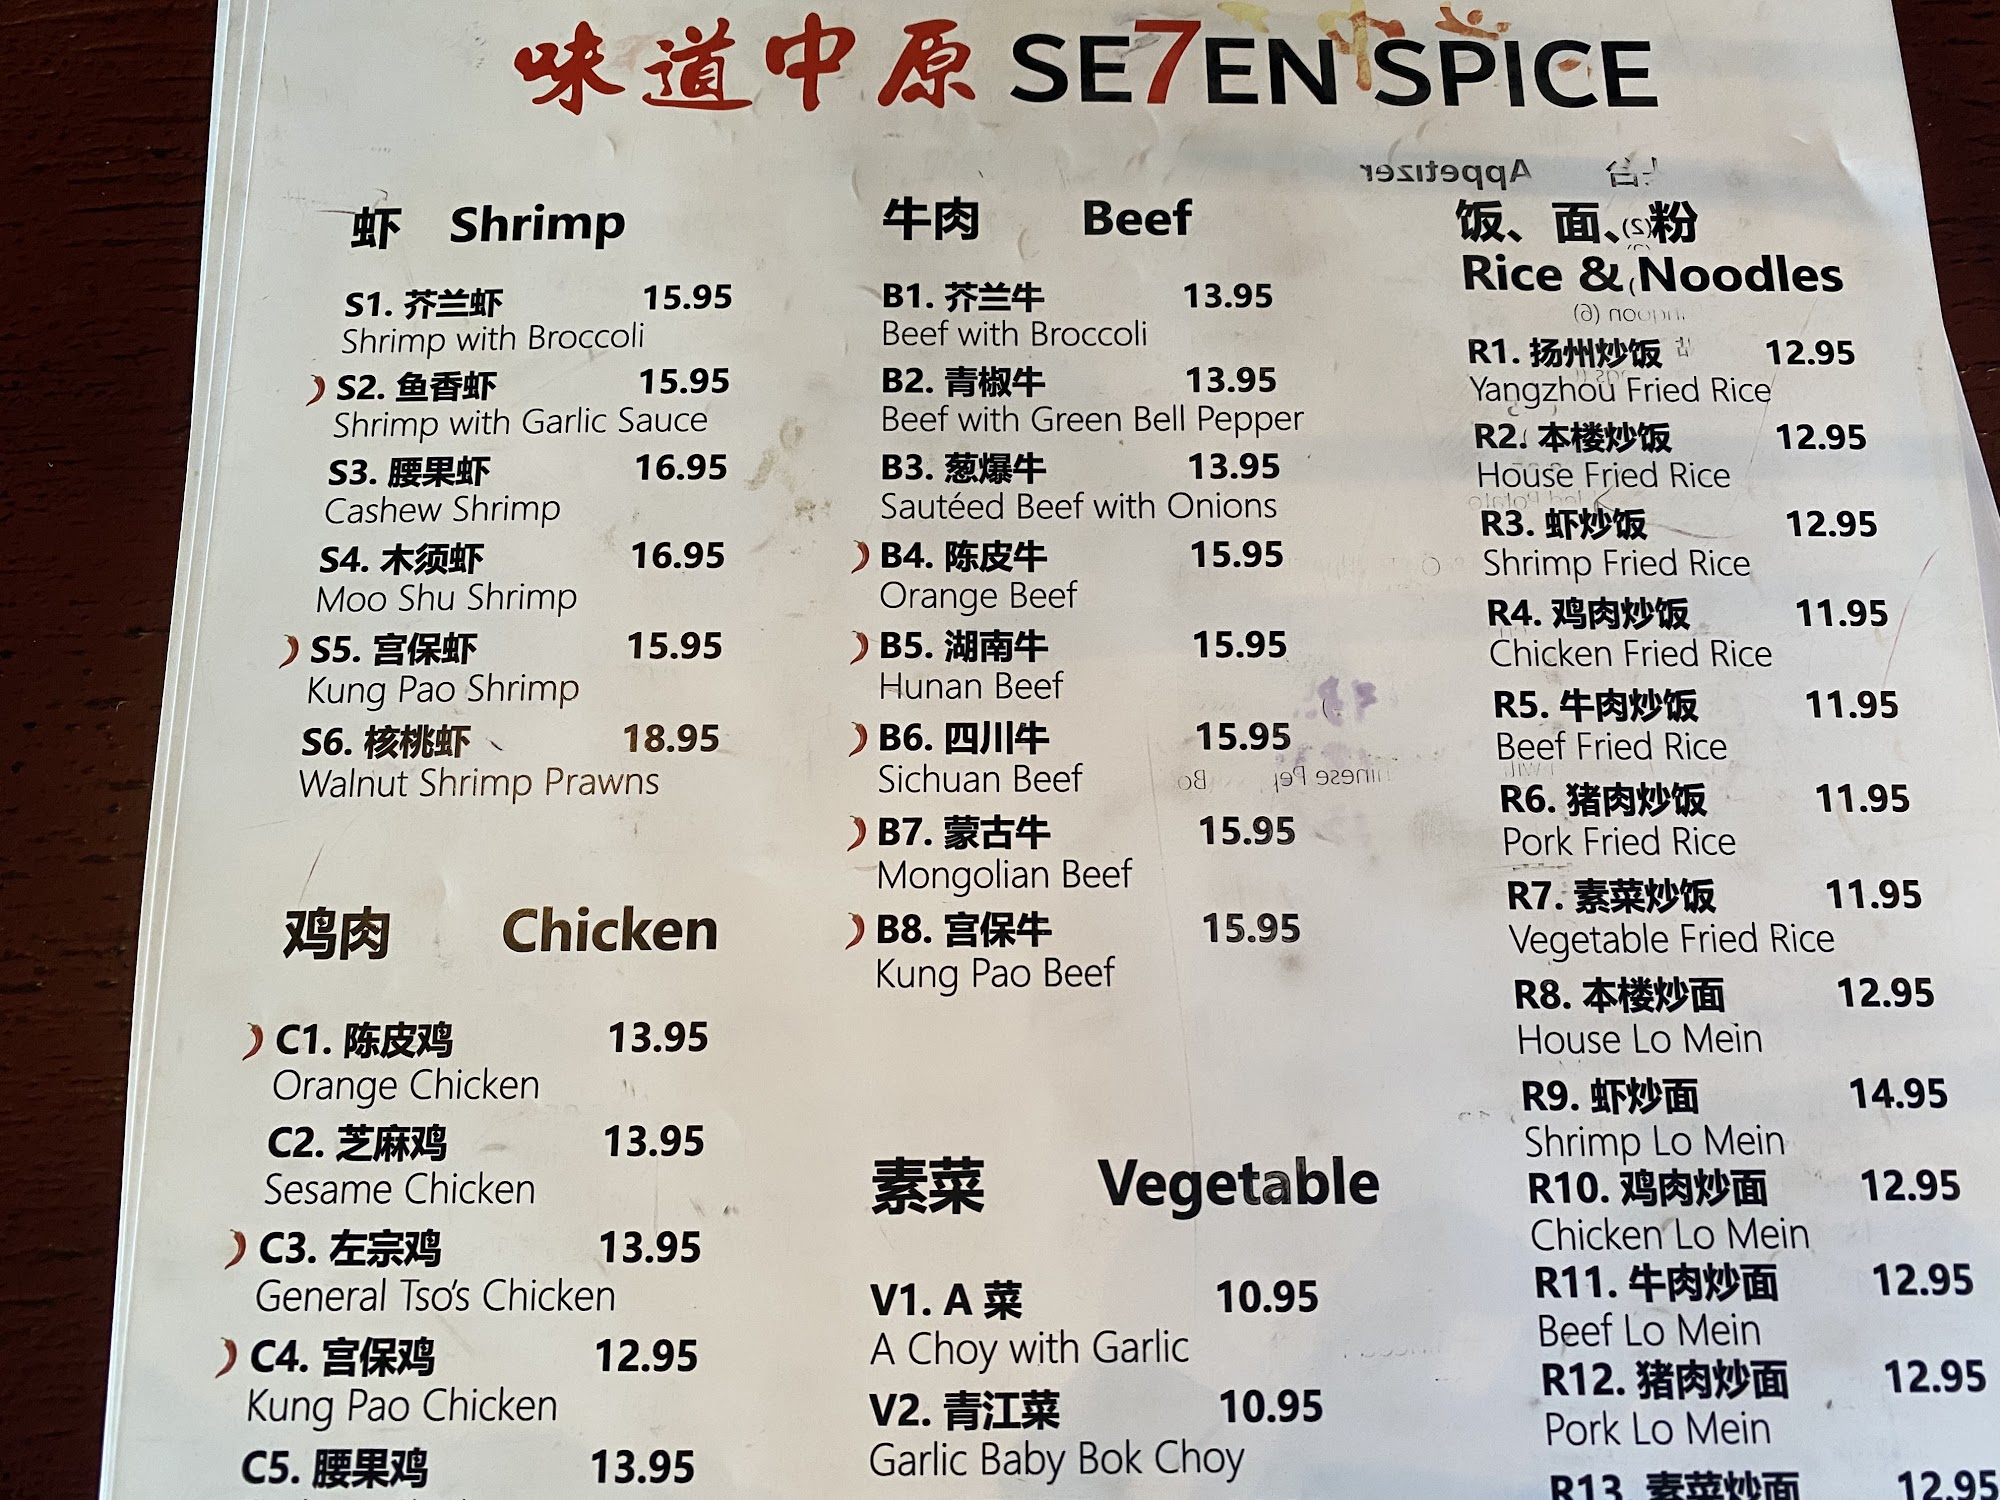 味道中原 SE7EN SPICE
虾 Shrimp
S1. 芥兰虾 15.95
Shrimp with Broccoli
S2. 鱼香虾 15.95
Shrimp with Garlic Sauce
S3. 腰果虾 16.95
Cashew Shrimp
S4. 木须虾 16.95
Moo Shu Shrimp
S5. 宫保虾 15.95
Kung Pao Shrimp
S6. 核桃虾 18.95
Walnut Shrimp Prawns
鸡肉 Chicken
C1. 陈皮鸡 13.95
Orange Chicken
C2. 芝麻鸡 13.95
Sesame Chicken
C3. 左宗鸡 13.95
General Tso's Chicken
C4. 宫保鸡 12.95
Kung Pao Chicken
C5. 腰果鸡 13.95
牛肉 Beef
B1. 芥兰牛 13.95
Beef with Broccoli
B2. 青椒牛 13.95
Beef with Green Bell Pepper
B3. 葱爆牛 13.95
Sautéed Beef with Onions
B4. 陈皮牛 15.95
Orange Beef
B5. 湖南牛 15.95
Hunan Beef
B6. 四川牛 15.95
Sichuan Beef
B7. 蒙古牛 15.95
Mongolian Beef
B8. 宫保牛 15.95
Kung Pao Beef
素菜 Vegetable
V1. A 菜 10.95
A Choy with Garlic
V2. 青江菜 10.95
Garlic Baby Bok Choy
Appetizer
饭、面、粉
Rice & Noodles
R1. 扬州炒饭 12.95
Yangzhou Fried Rice
R2. 本楼炒饭 12.95
House Fried Rice
R3. 虾炒饭 12.95
Shrimp Fried Rice
R4. 鸡肉炒饭 11.95
Chicken Fried Rice
R5. 牛肉炒饭 11.95
Beef Fried Rice
R6. 猪肉炒饭 11.95
Pork Fried Rice
R7. 素菜炒饭 11.95
Vegetable Fried Rice
R8. 本楼炒面 12.95
House Lo Mein
R9. 虾炒面 14.95
Shrimp Lo Mein
R10. 鸡肉炒面 12.95
Chicken Lo Mein
R11. 牛肉炒面 12.95
Beef Lo Mein
R12. 猪肉炒面 12.95
Pork Lo Mein
R13. 素菜炒面 12.95